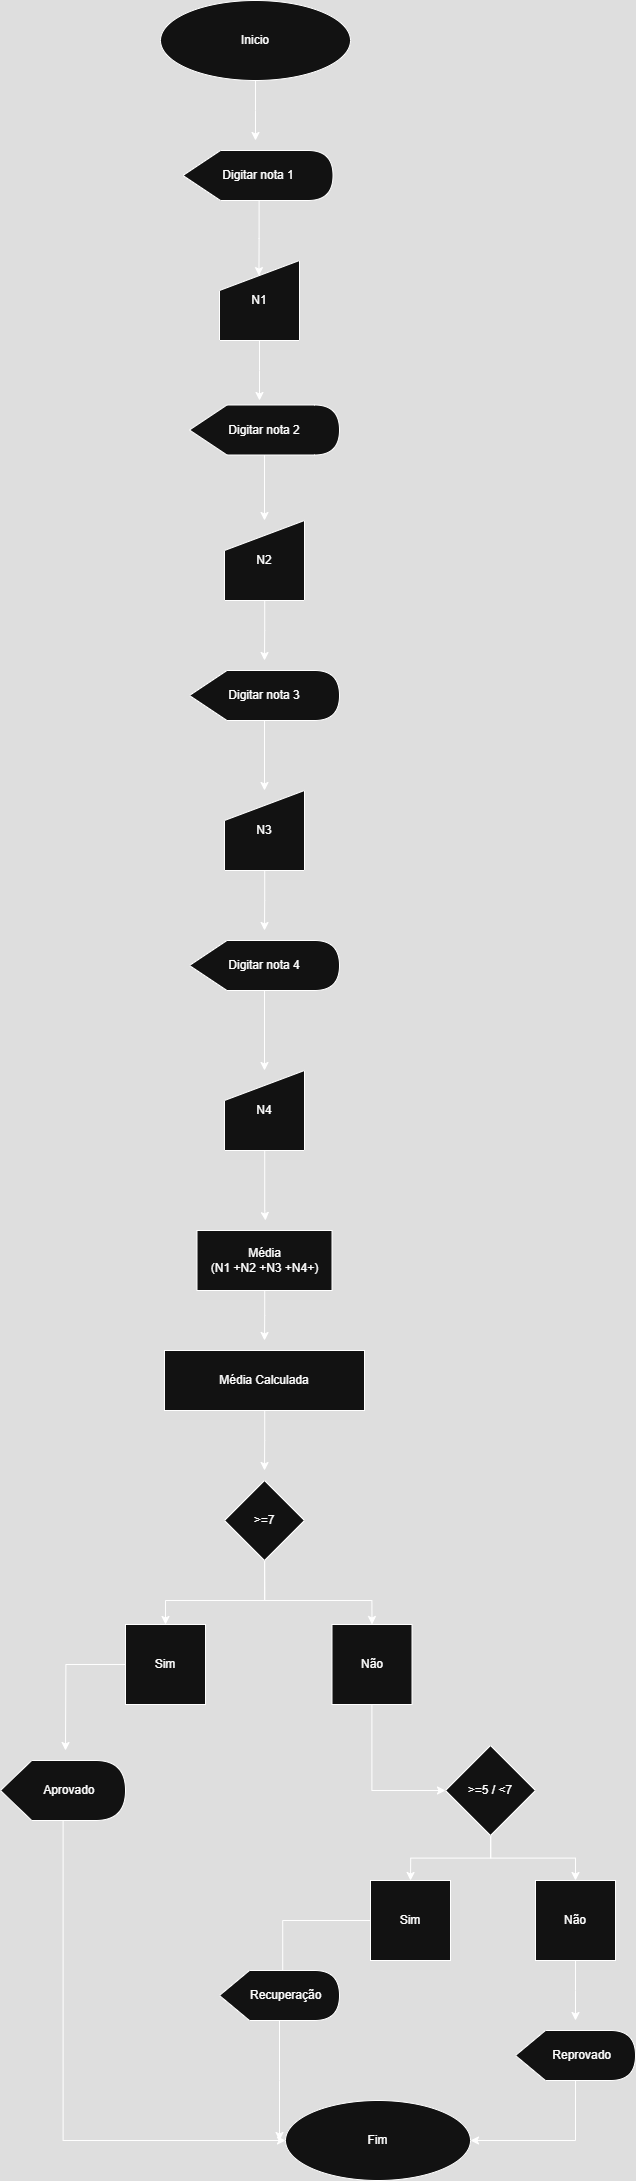 Inicio
Digitar nota 1
N1
Digitar nota 2
N2
Digitar nota 3
N3
Digitar nota 4
N4
Média
(N1 +N2 +N3 +N4+)
Média Calculada
>=7
Sim
Não
Aprovado
>=5 / <7
Sim
Não
Recuperação
Reprovado
Fim